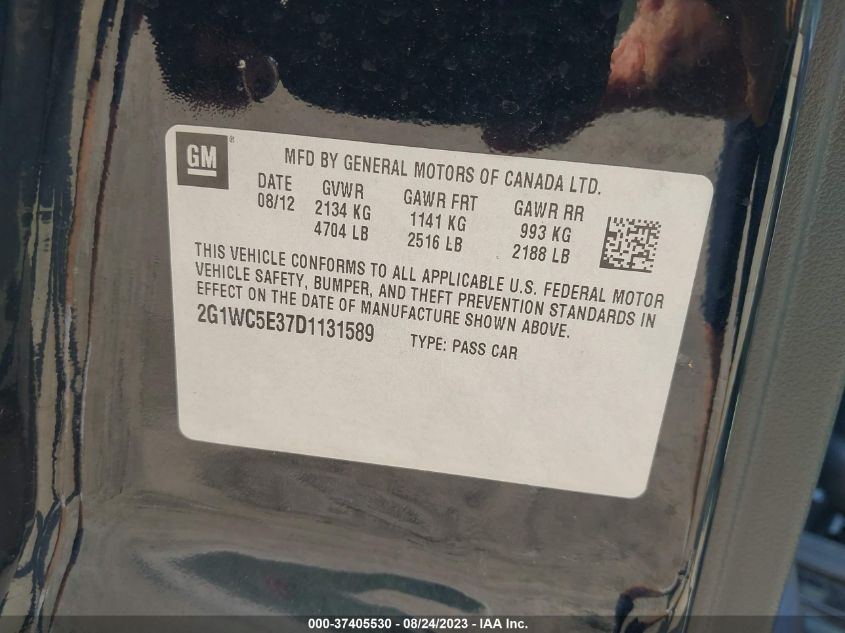 GM®
MFD BY GENERAL MOTORS OF CANADA LTD.
DATE GVWR GAWR FRT GAWR RR
08/12 2134 KG 1141 KG 993 KG
4704 LB 2516 LB 2188 LB
THIS VEHICLE CONFORMS TO ALL APPLICABLE U.S. FEDERAL MOTOR
VEHICLE SAFETY, BUMPER, AND THEFT PREVENTION STANDARDS IN
EFFECT ON THE DATE OF MANUFACTURE SHOWN ABOVE.
2G1WC5E37D1131589 TYPE: PASS CAR
000-37405530 - 08/24/2023 - IAA Inc.